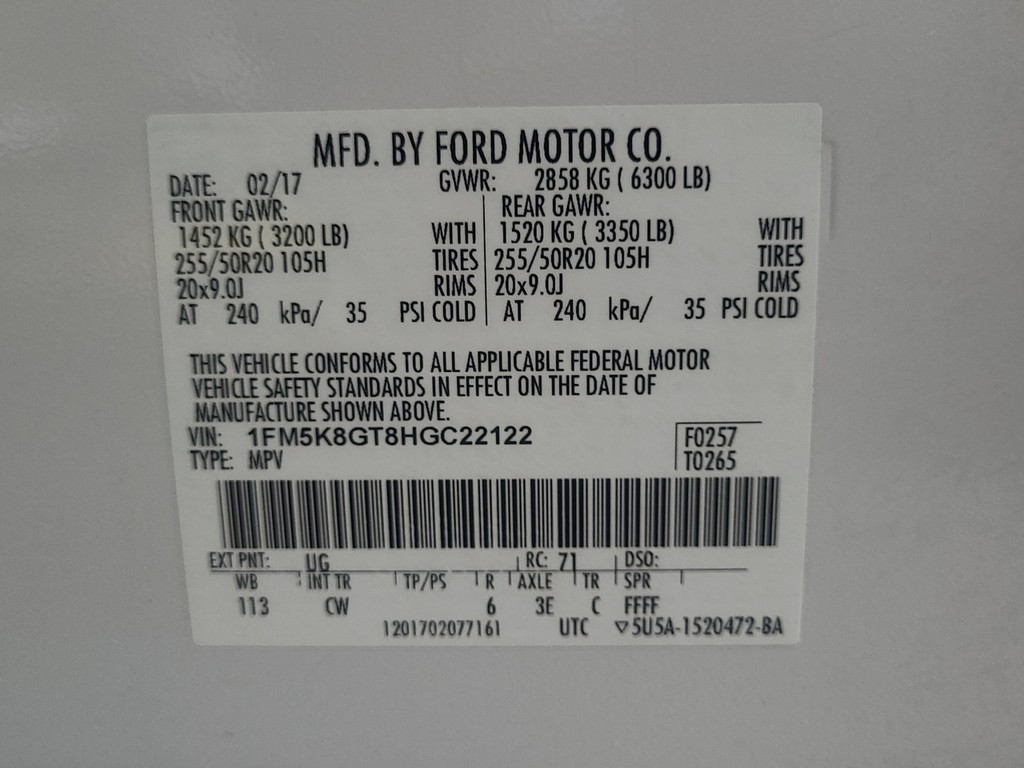 MFD. BY FORD MOTOR CO.
DATE: 02/17 GVWR: 2858 KG ( 6300 LB)
FRONT GAWR: REAR GAWR:
1452 KG ( 3200 LB) WITH 1520 KG ( 3350 LB) WITH
255/50R20 105H TIRES 255/50R20 105H TIRES
20x9.0J RIMS 20x9.0J RIMS
AT 240 kPa/ 35 PSI COLD AT 240 kPa/ 35 PSI COLD
THIS VEHICLE CONFORMS TO ALL APPLICABLE FEDERAL MOTOR
VEHICLE SAFETY STANDARDS IN EFFECT ON THE DATE OF
MANUFACTURE SHOWN ABOVE.
VIN: 1FM5K8GT8HGC22122 F0257
TYPE: MPV T0265
EXT PNT: UG RC: 71 DSO:
WB INT TR TP/PS R AXLE TR SPR
113 CW 6 3E C FFFF
1201702077161 UTC ▽5U5A-1520472-BA